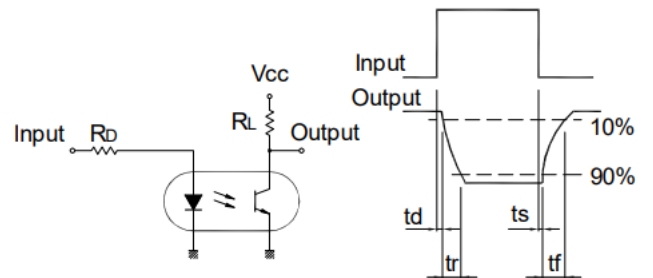 Vcc
RL
Input
RD
Output
Input
Output
10%
90%
td
ts
tr
tf